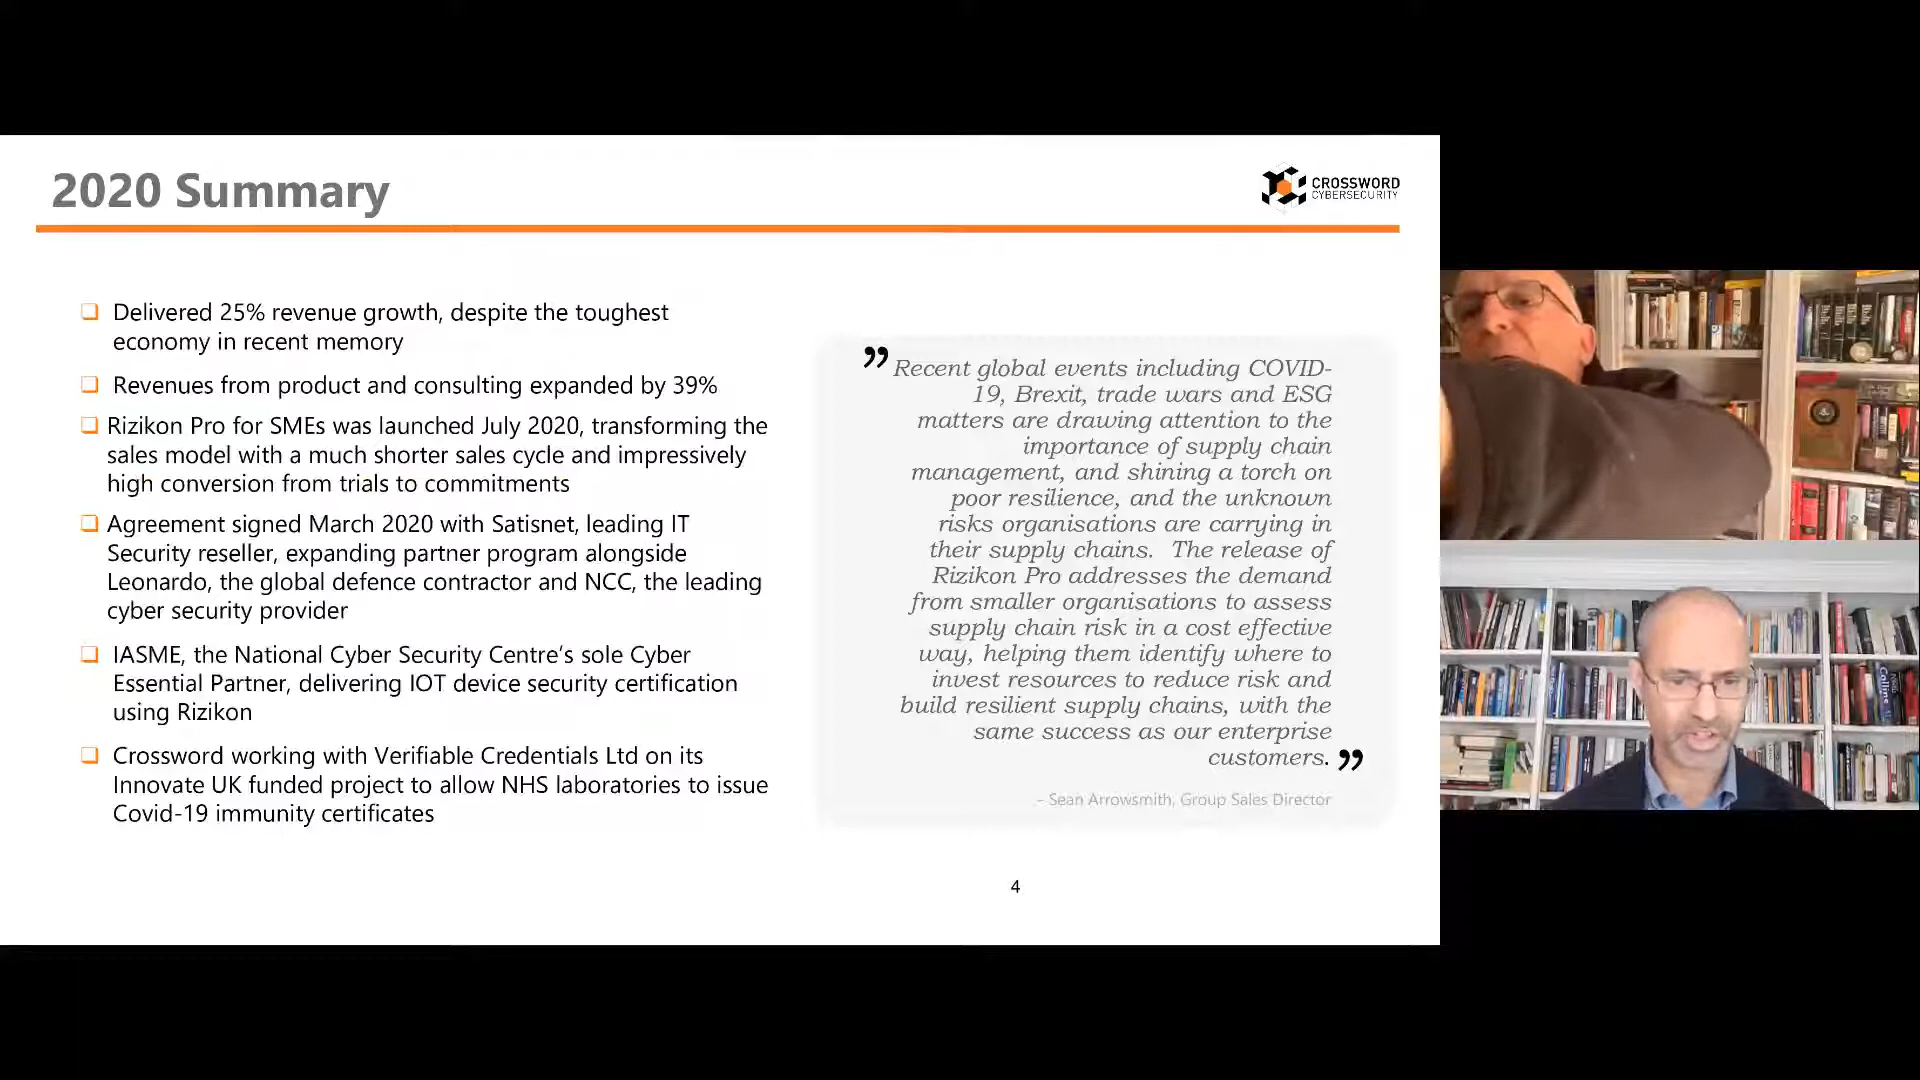 2020 Summary
CROSSWORD
CYBERSECURITY
Delivered 25% revenue growth, despite the toughest
economy in recent memory
Revenues from product and consulting expanded by 39%
Rizikon Pro for SMEs was launched July 2020, transforming the
sales model with a much shorter sales cycle and impressively
high conversion from trials to commitments
Agreement signed March 2020 with Satisnet, leading IT
Security reseller, expanding partner program alongside
Leonardo, the global defence contractor and NCC, the leading
cyber security provider
IASME, the National Cyber Security Centre’s sole Cyber
Essential Partner, delivering IOT device security certification
using Rizikon
Crossword working with Verifiable Credentials Ltd on its
Innovate UK funded project to allow NHS laboratories to issue
Covid-19 immunity certificates
” Recent global events including COVID-
19, Brexit, trade wars and ESG
matters are drawing attention to the
importance of supply chain
management, and shining a torch on
poor resilience, and the unknown
risks organisations are carrying in
their supply chains. The release of
Rizikon Pro addresses the demand
from smaller organisations to assess
supply chain risk in a cost effective
way, helping them identify where to
invest resources to reduce risk and
build resilient supply chains, with the
same success as our enterprise
customers. ”
- Sean Arrowsmith, Group Sales Director
4
Collins